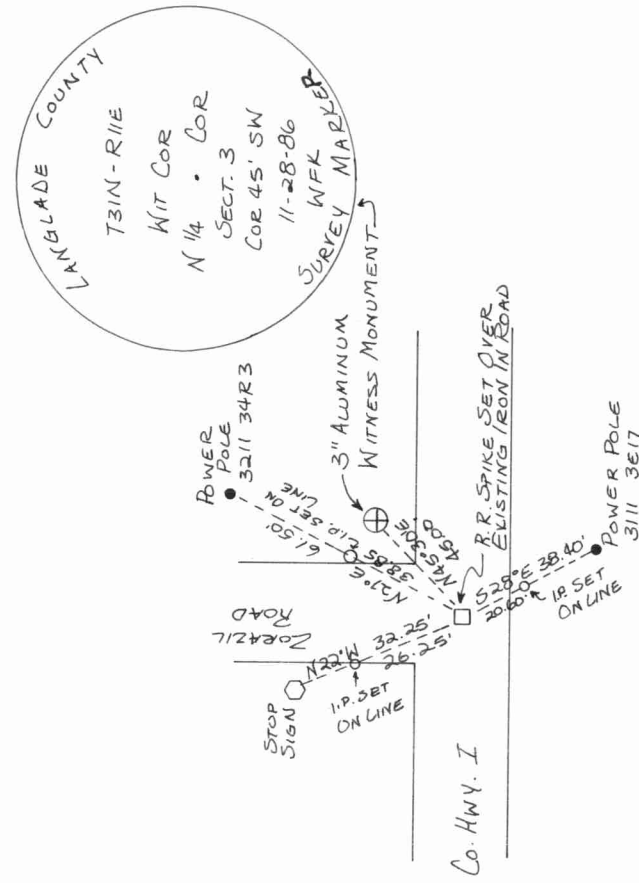 LANGLADE COUNTY
T31N-R11E
WIT COR
N 1/4 • COR
SECT. 3
COR 45' SW
11-28-86
WFK
SURVEY MARKER
POWER
POLE
3211 34R3
3" ALUMINUM
WITNESS MONUMENT
61.50'
I.P. SET ON LINE
N27°E
38.85'
N45°30'E
45.00'
R.R. SPIKE SET OVER
EXISTING IRON IN ROAD
ZORAZIL
ROAD
STOP
SIGN
N22°W 32.25'
26.25'
I.P. SET
ON LINE
S28°E 38.40'
20.60'
I.P. SET
ON LINE
POWER POLE
3111 3E17
CO. HWY. I